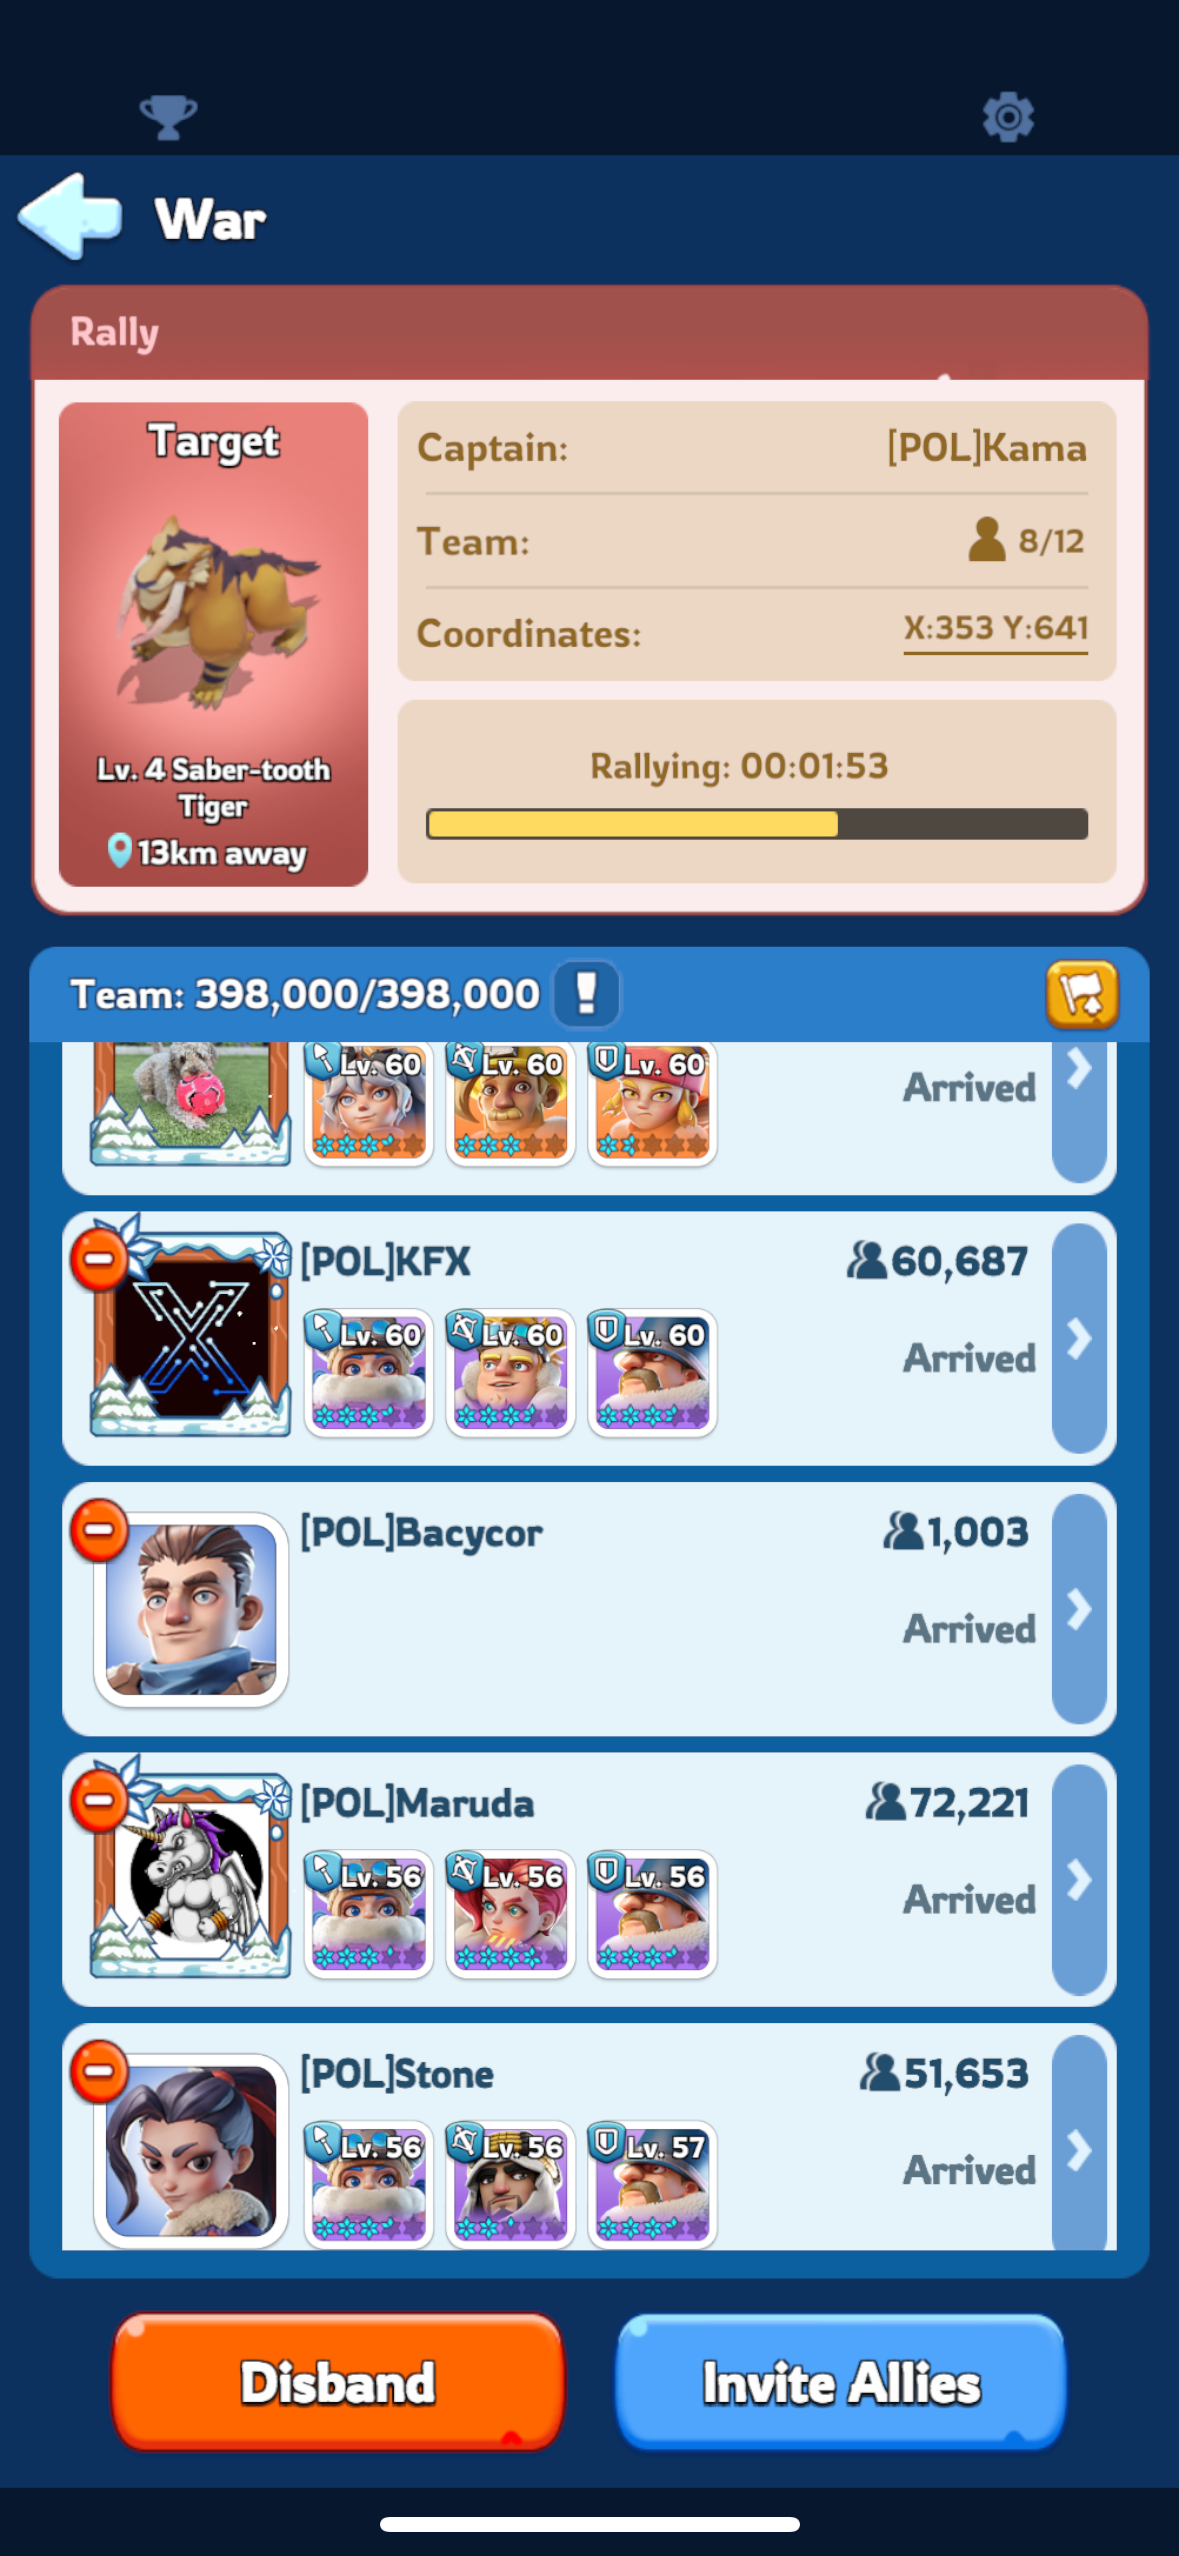 War
Rally
Target
Lv. 4 Saber-tooth
Tiger
13km away
Captain:
[POL]Kama
Team:
8/12
Coordinates:
X:353 Y:641
Rallying: 00:01:53
Team: 398,000/398,000
!
Lv. 60
Lv. 60
Lv. 60
Arrived
[POL]KFX
60,687
Lv. 60
Lv. 60
Lv. 60
Arrived
[POL]Bacycor
1,003
Arrived
[POL]Maruda
72,221
Lv. 56
Lv. 56
Lv. 56
Arrived
[POL]Stone
51,653
Lv. 56
Lv. 56
Lv. 57
Arrived
Disband
Invite Allies